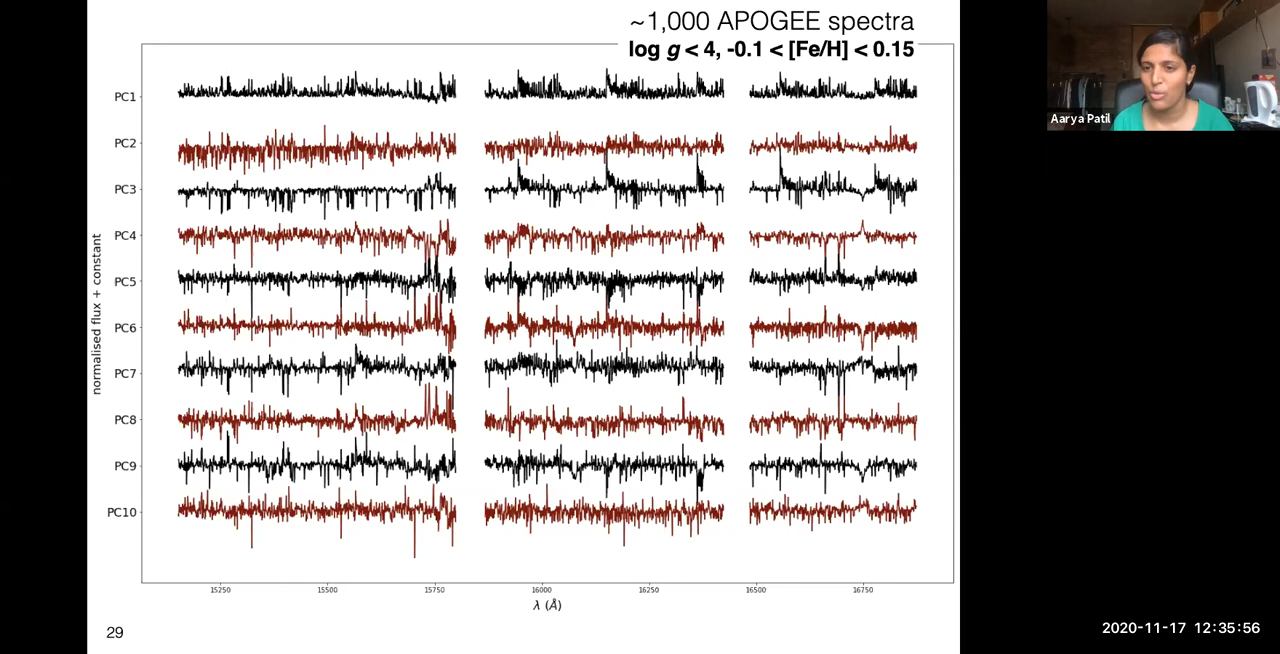 ~1,000 APOGEE spectra
log g < 4, -0.1 < [Fe/H] < 0.15
Aarya Patil
PC1
PC2
PC3
PC4
PC5
PC6
PC7
PC8
PC9
PC10
normalised flux + constant
15250 15500 15750 16000 16250 16500 16750
λ (Å)
29
2020-11-17 12:35:56